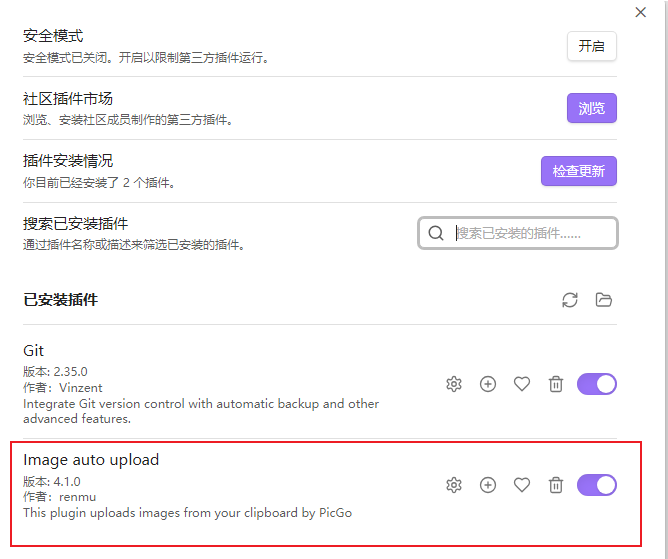 安全模式
安全模式已关闭。开启以限制第三方插件运行。
开启
社区插件市场
浏览、安装社区成员制作的第三方插件。
浏览
插件安装情况
你目前已经安装了 2 个插件。
检查更新
搜索已安装插件
通过插件名称或描述来筛选已安装的插件。
搜索已安装的插件......
已安装插件
Git
版本: 2.35.0
作者：Vinzent
Integrate Git version control with automatic backup and other
advanced features.
Image auto upload
版本: 4.1.0
作者：renmu
This plugin uploads images from your clipboard by PicGo